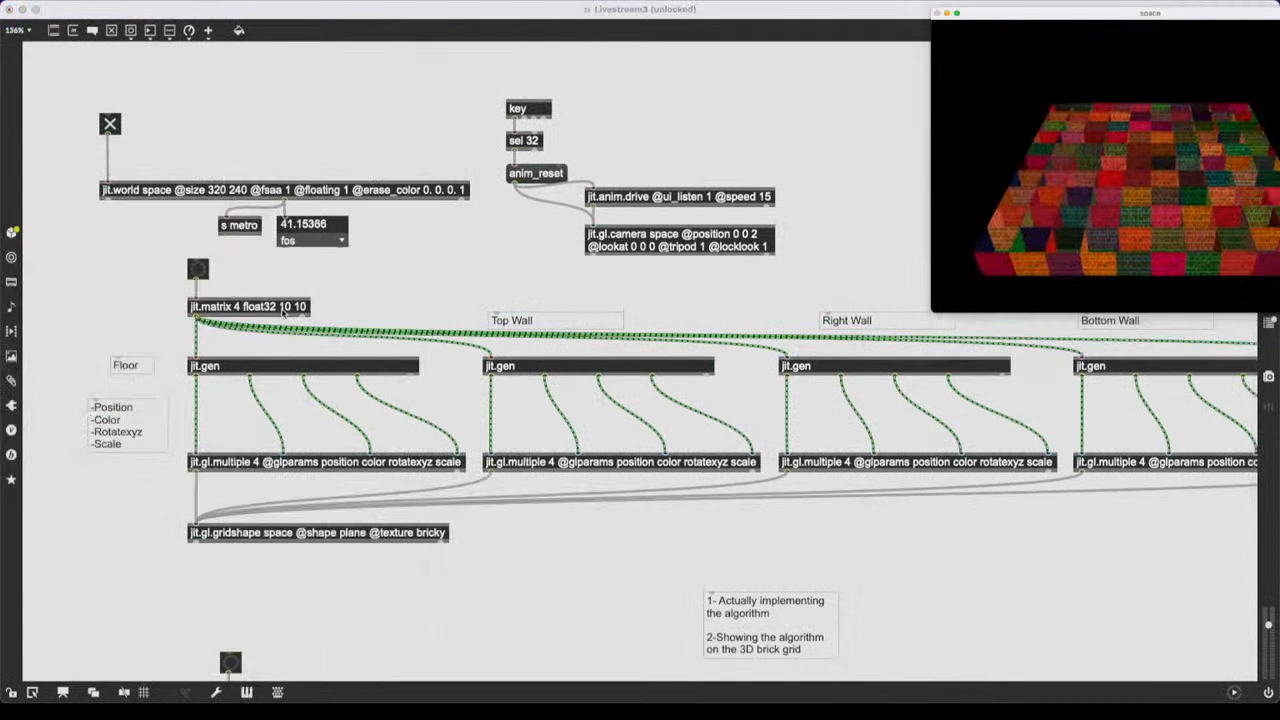 Livestream3 (unlocked)
space
136%
key
sel 32
anim_reset
jit.world space @size 320 240 @fsaa 1 @floating 1 @erase_color 0. 0. 0. 1
jit.anim.drive @ui_listen 1 @speed 15
s metro
41.15366
fps
jit.gl.camera space @position 0 0 2
@lookat 0 0 0 @tripod 1 @locklook 1
jit.matrix 4 float32 10 10
Top Wall
Right Wall
Bottom Wall
Floor
jit.gen
jit.gen
jit.gen
jit.gen
-Position
-Color
-Rotatexyz
-Scale
jit.gl.multiple 4 @glparams position color rotatexyz scale
jit.gl.multiple 4 @glparams position color rotatexyz scale
jit.gl.multiple 4 @glparams position color rotatexyz scale
jit.gl.multiple 4 @glparams position co
jit.gl.gridshape space @shape plane @texture bricky
1- Actually implementing
the algorithm
2-Showing the algorithm
on the 3D brick grid